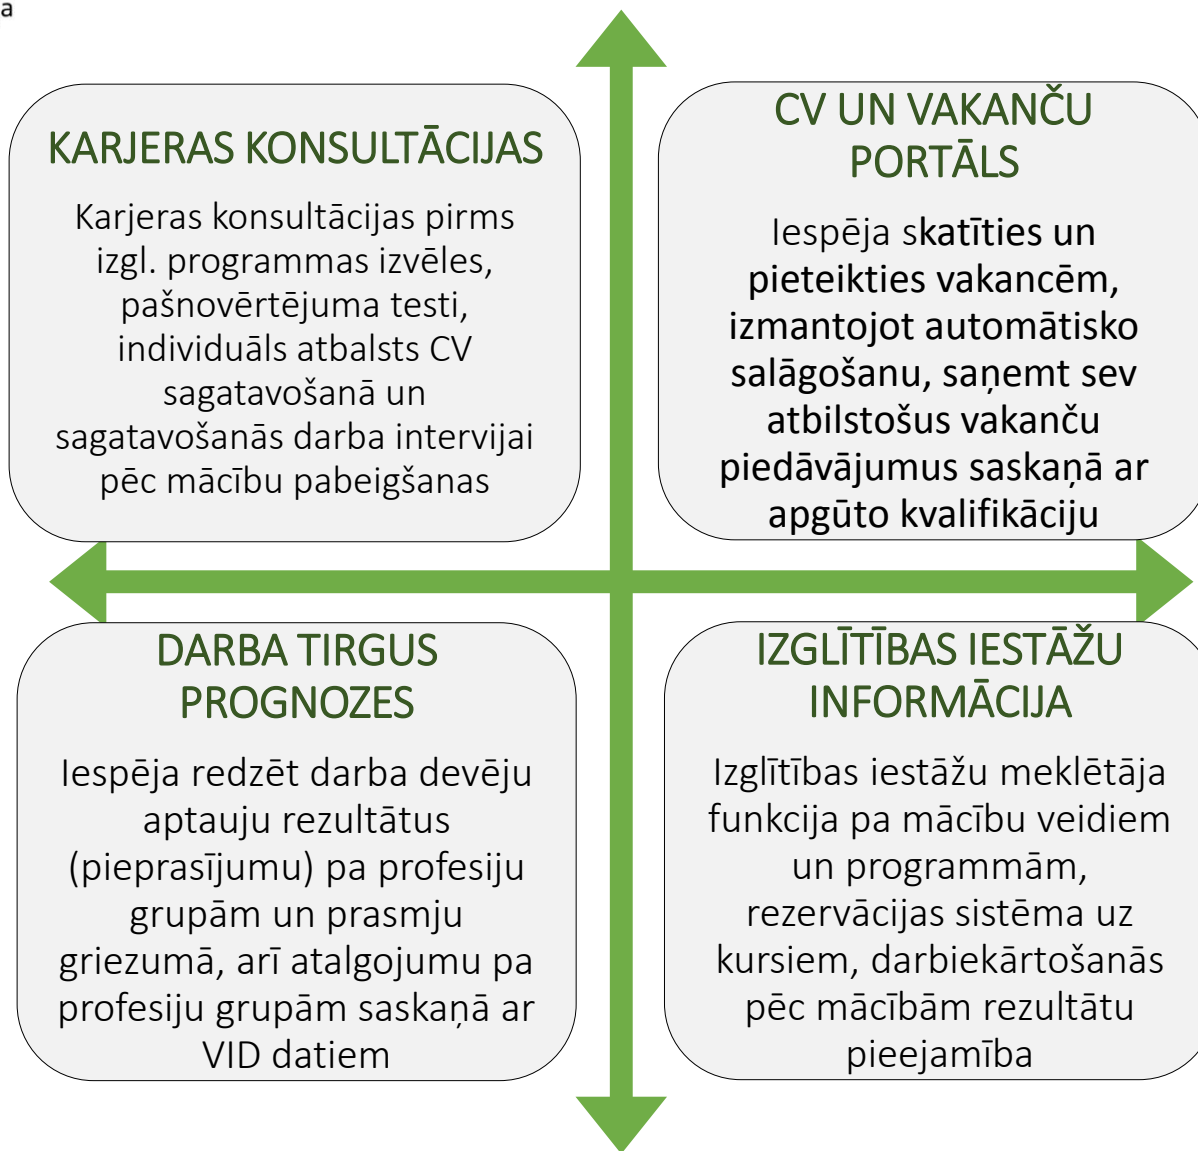 a
KARJERAS KONSULTĀCIJAS
Karjeras konsultācijas pirms
izgl. programmas izvēles,
pašnovērtējuma testi,
individuāls atbalsts CV
sagatavošanā un
sagatavošanās darba intervijai
pēc mācību pabeigšanas
CV UN VAKANČU
PORTĀLS
Iespēja skatīties un
pieteikties vakancēm,
izmantojot automātisko
salāgošanu, saņemt sev
atbilstošus vakanču
piedāvājumus saskaņā ar
apgūto kvalifikāciju
DARBA TIRGUS
PROGNOZES
Iespēja redzēt darba devēju
aptauju rezultātus
(pieprasījumu) pa profesiju
grupām un prasmju
griezumā, arī atalgojumu pa
profesiju grupām saskaņā ar
VID datiem
IZGLĪTĪBAS IESTĀŽU
INFORMĀCIJA
Izglītības iestāžu meklētāja
funkcija pa mācību veidiem
un programmām,
rezervācijas sistēma uz
kursiem, darbiekārtošanās
pēc mācībām rezultātu
pieejamība